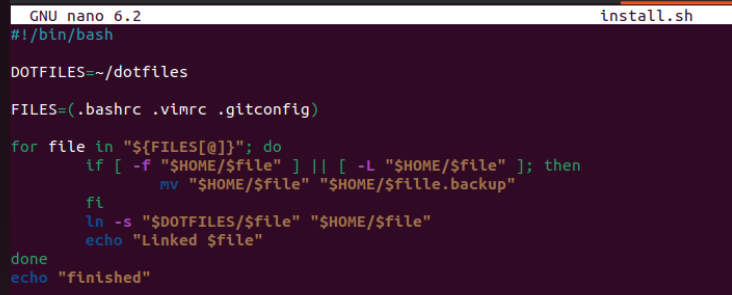 GNU nano 6.2 install.sh
#!/bin/bash
DOTFILES=~/dotfiles
FILES=(.bashrc .vimrc .gitconfig)
for file in "${FILES[@]}"; do
if [ -f "$HOME/$file" ] || [ -L "$HOME/$file" ]; then
mv "$HOME/$file" "$HOME/$fille.backup"
fi
ln -s "$DOTFILES/$file" "$HOME/$file"
echo "Linked $file"
done
echo "finished"